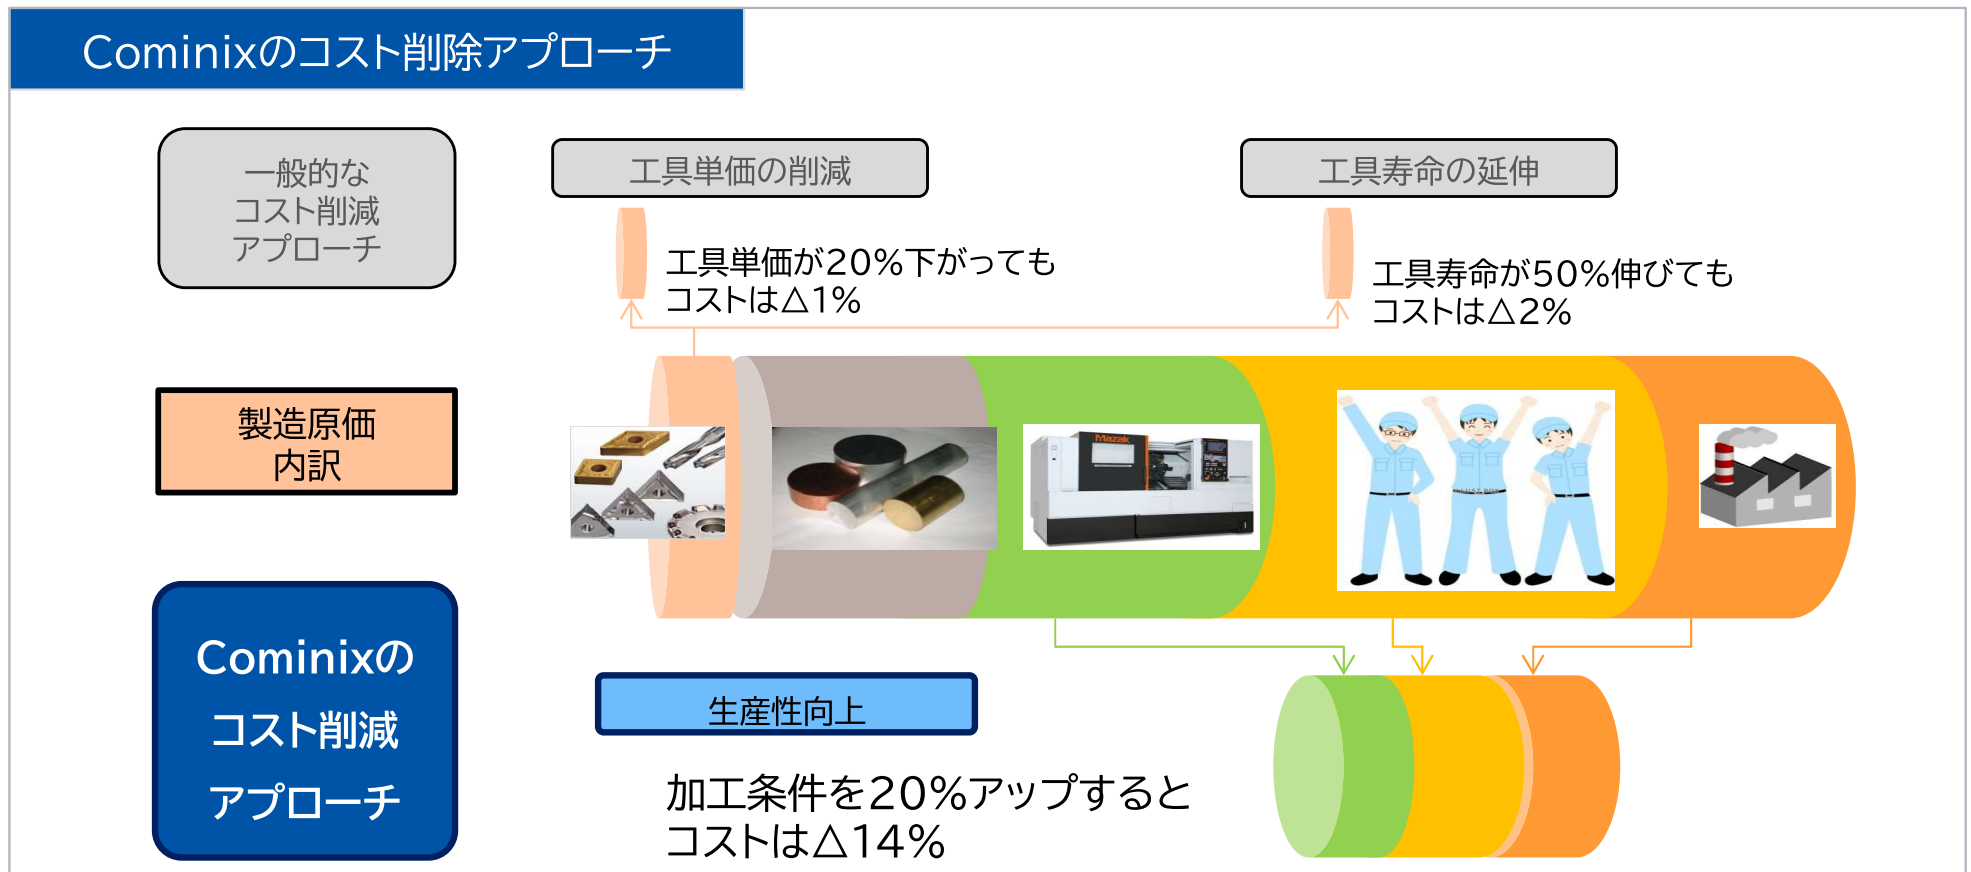 Cominixのコスト削除アプローチ
一般的な
コスト削減
アプローチ
工具単価の削減
工具寿命の延伸
工具単価が20%下がっても
コストは△1%
工具寿命が50%伸びても
コストは△2%
製造原価
内訳
Mazak
Cominixの
コスト削減
アプローチ
生産性向上
加工条件を20%アップすると
コストは△14%